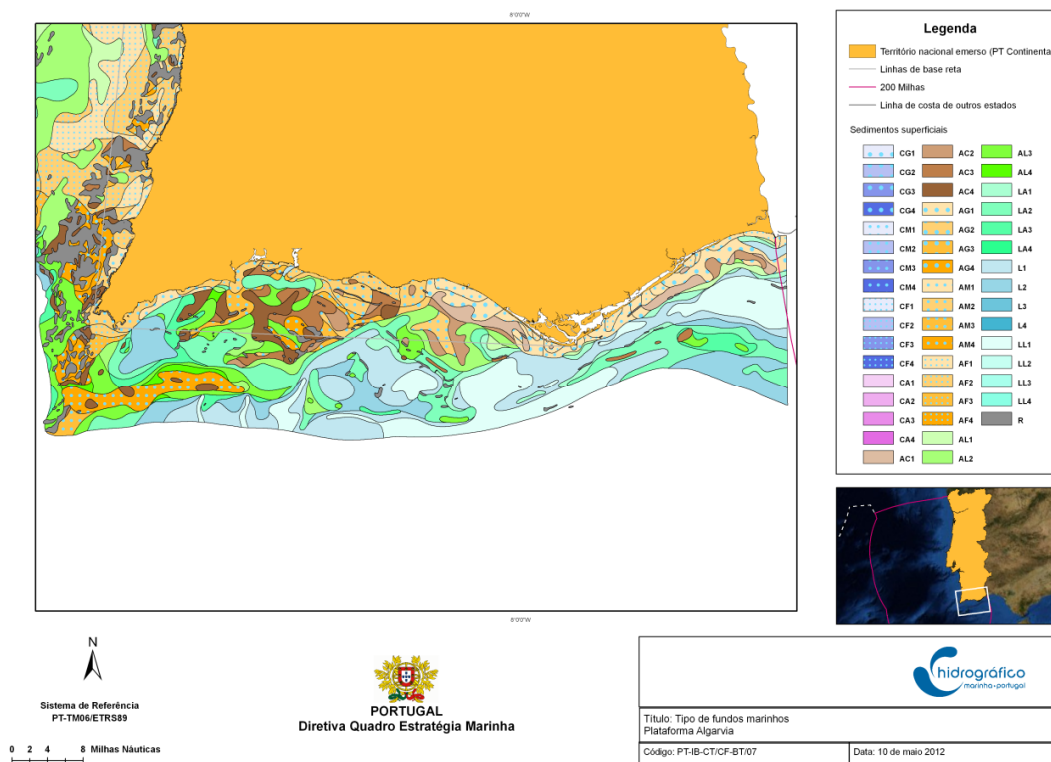 8°0'0"W
8°0'0"W
Legenda
Território nacional emerso (PT Continenta
Linhas de base reta
200 Milhas
Linha de costa de outros estados
Sedimentos superficiais
CG1 AC2 AL3
CG2 AC3 AL4
CG3 AC4 LA1
CG4 AG1 LA2
CM1 AG2 LA3
CM2 AG3 LA4
CM3 AG4 L1
CM4 AM1 L2
CF1 AM2 L3
CF2 AM3 L4
CF3 AM4 LL1
CF4 AF1 LL2
CA1 AF2 LL3
CA2 AF3 LL4
CA3 AF4 R
CA4 AL1
AC1 AL2
N
Sistema de Referência
PT-TM06/ETRS89
0 2 4 8 Milhas Náuticas
PORTUGAL
Diretiva Quadro Estratégia Marinha
hidrográfico
marinha-portugal
Título: Tipo de fundos marinhos
Plataforma Algarvia
Código: PT-IB-CT/CF-BT/07 Data: 10 de maio 2012